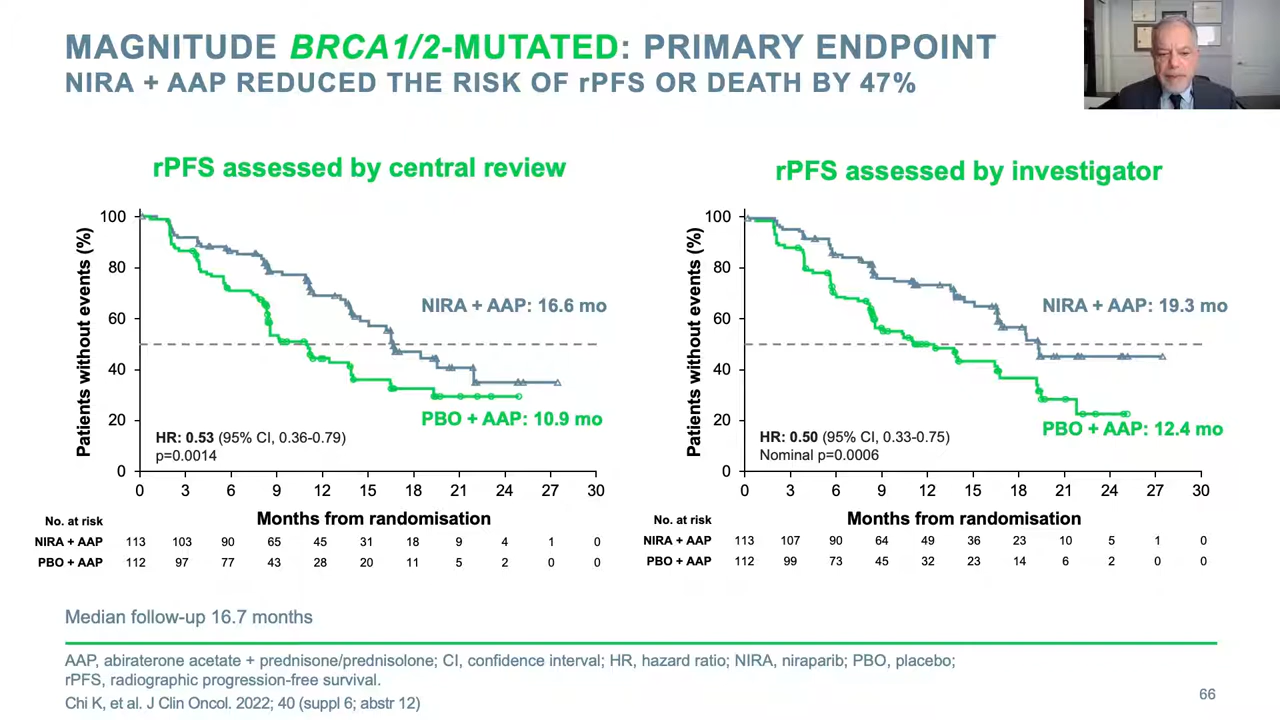 MAGNITUDE BRCA1/2-MUTATED: PRIMARY ENDPOINT
NIRA + AAP REDUCED THE RISK OF rPFS OR DEATH BY 47%
rPFS assessed by central review
Patients without events (%)
100
80
60
40
20
0
NIRA + AAP: 16.6 mo
PBO + AAP: 10.9 mo
HR: 0.53 (95% CI, 0.36-0.79)
p=0.0014
0 3 6 9 12 15 18 21 24 27 30
Months from randomisation
No. at risk
NIRA + AAP 113 103 90 65 45 31 18 9 4 1 0
PBO + AAP 112 97 77 43 28 20 11 5 2 0 0
rPFS assessed by investigator
Patients without events (%)
100
80
60
40
20
0
NIRA + AAP: 19.3 mo
PBO + AAP: 12.4 mo
HR: 0.50 (95% CI, 0.33-0.75)
Nominal p=0.0006
0 3 6 9 12 15 18 21 24 27 30
Months from randomisation
No. at risk
NIRA + AAP 113 107 90 64 49 36 23 10 5 1 0
PBO + AAP 112 99 73 45 32 23 14 6 2 0 0
Median follow-up 16.7 months
AAP, abiraterone acetate + prednisone/prednisolone; CI, confidence interval; HR, hazard ratio; NIRA, niraparib; PBO, placebo;
rPFS, radiographic progression-free survival.
Chi K, et al. J Clin Oncol. 2022; 40 (suppl 6; abstr 12)
66